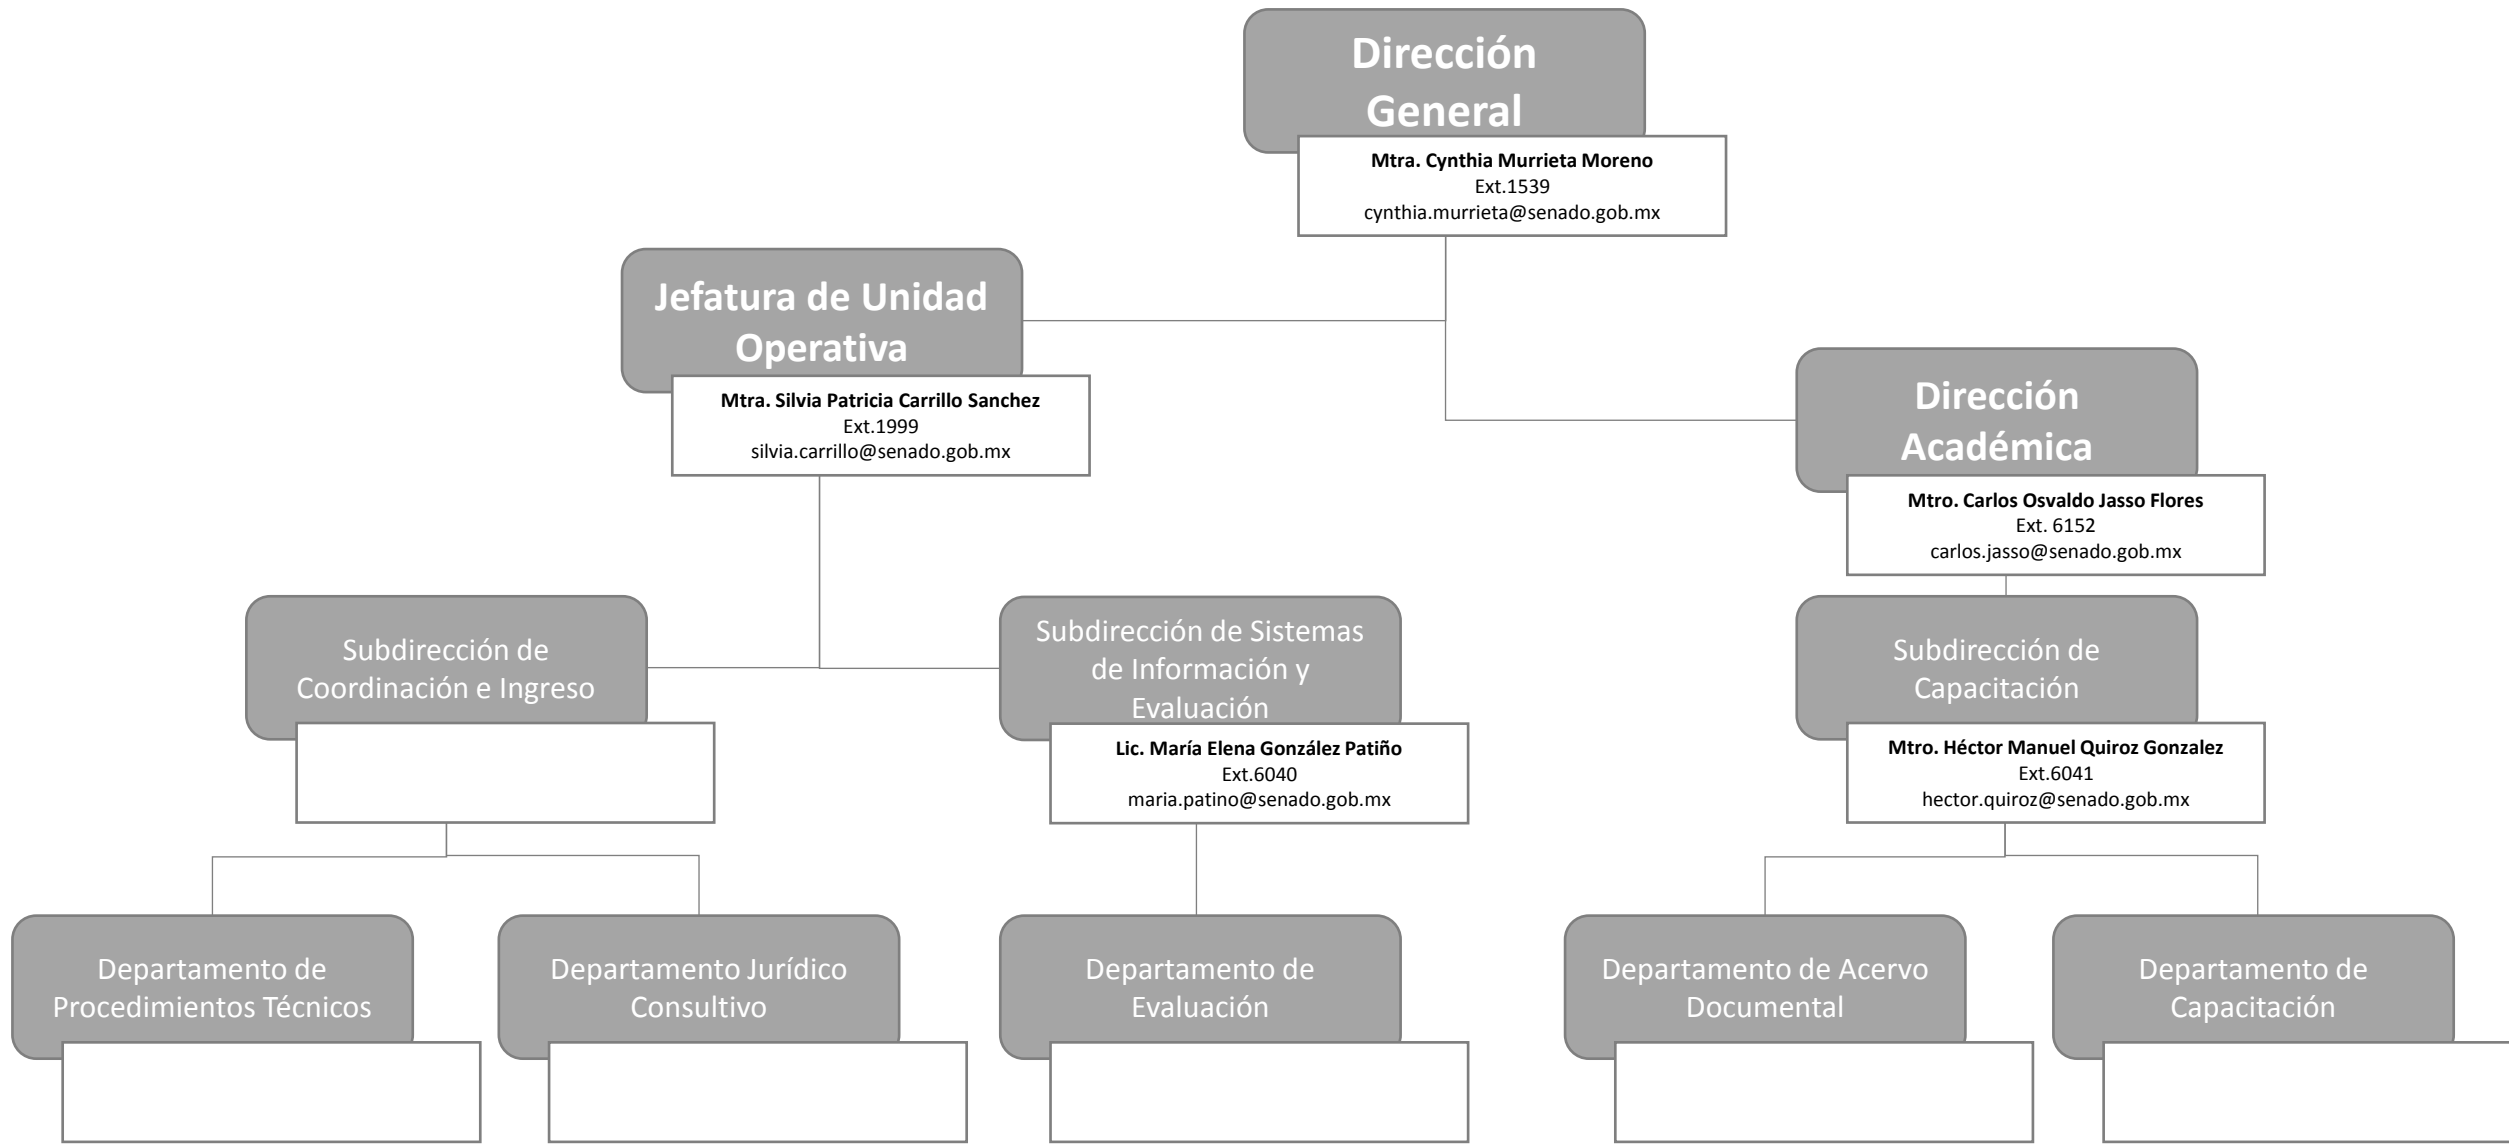 Dirección
General
Mtra. Cynthia Murrieta Moreno
Ext.1539
cynthia.murrieta@senado.gob.mx
Jefatura de Unidad
Operativa
Mtra. Silvia Patricia Carrillo Sanchez
Ext.1999
silvia.carrillo@senado.gob.mx
Dirección
Académica
Mtro. Carlos Osvaldo Jasso Flores
Ext. 6152
carlos.jasso@senado.gob.mx
Subdirección de
Coordinación e Ingreso
Subdirección de Sistemas
de Información y
Evaluación
Lic. María Elena González Patiño
Ext.6040
maria.patino@senado.gob.mx
Subdirección de
Capacitación
Mtro. Héctor Manuel Quiroz Gonzalez
Ext.6041
hector.quiroz@senado.gob.mx
Departamento de
Procedimientos Técnicos
Departamento Jurídico
Consultivo
Departamento de
Evaluación
Departamento de Acervo
Documental
Departamento de
Capacitación